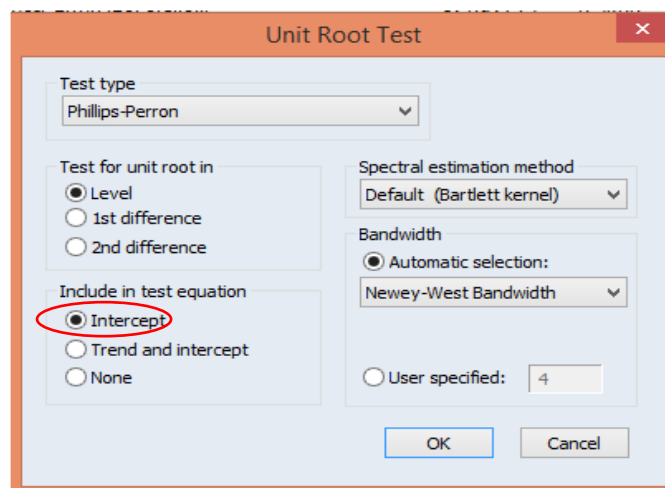 Unit Root Test
Test type
Phillips-Perron
Test for unit root in
Level
1st difference
2nd difference
Include in test equation
Intercept
Trend and intercept
None
Spectral estimation method
Default (Bartlett kernel)
Bandwidth
Automatic selection:
Newey-West Bandwidth
User specified: 4
OK Cancel